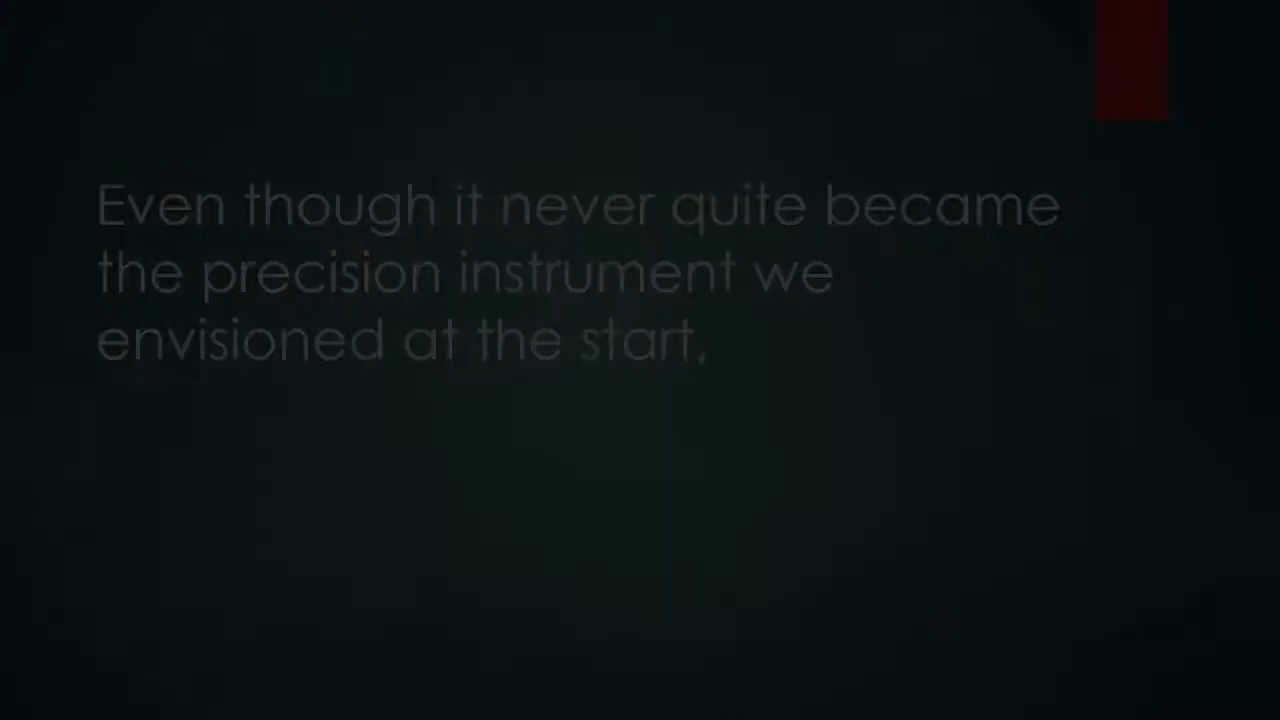 Even though it never quite became
the precision instrument we
envisioned at the start,